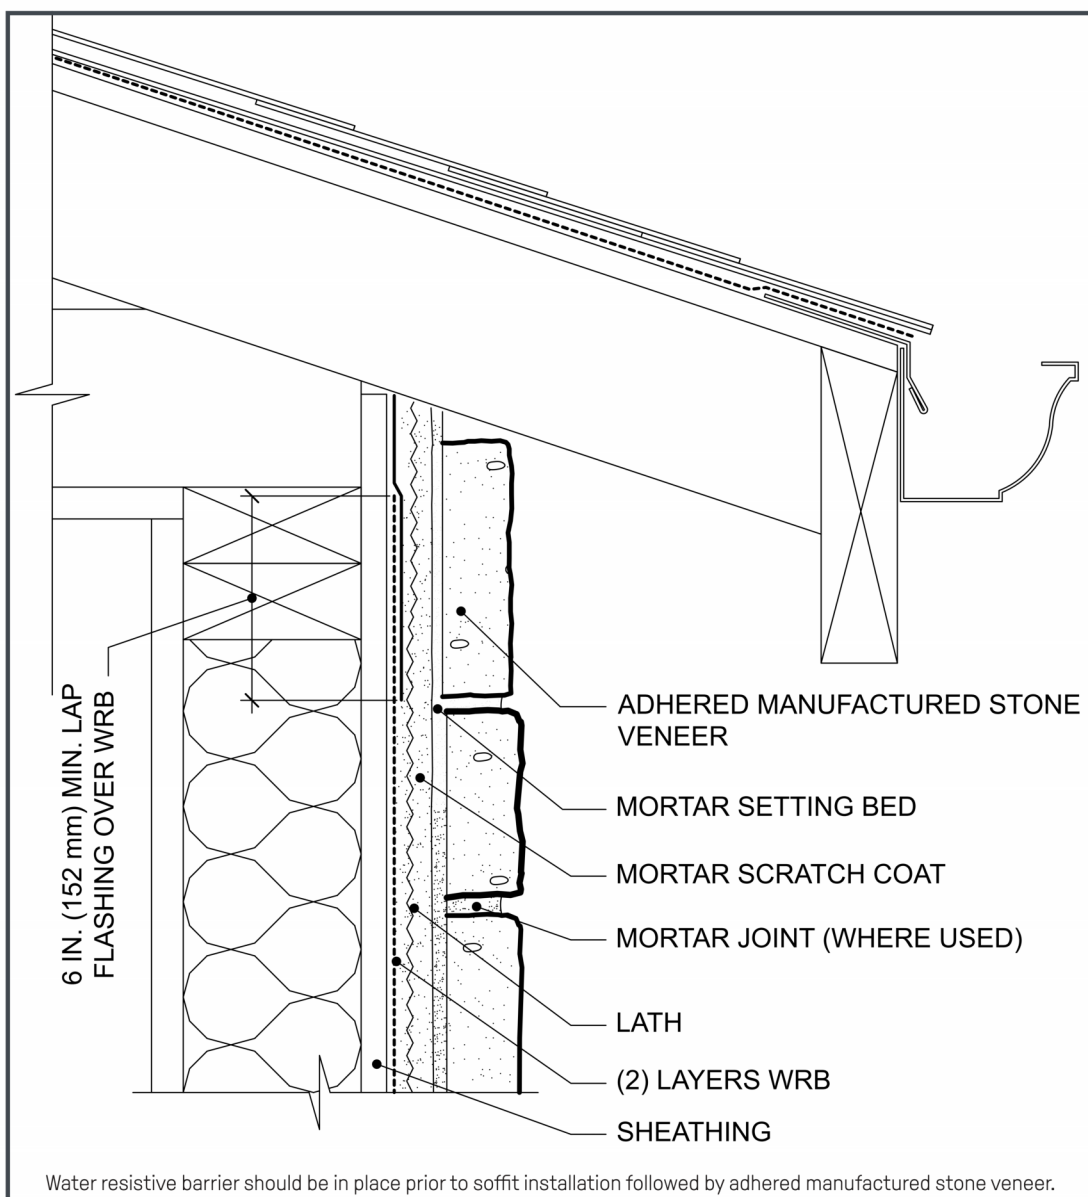 6 IN. (152 mm) MIN. LAP
FLASHING OVER WRB
ADHERED MANUFACTURED STONE
VENEER
MORTAR SETTING BED
MORTAR SCRATCH COAT
MORTAR JOINT (WHERE USED)
LATH
(2) LAYERS WRB
SHEATHING
Water resistive barrier should be in place prior to soffit installation followed by adhered manufactured stone veneer.